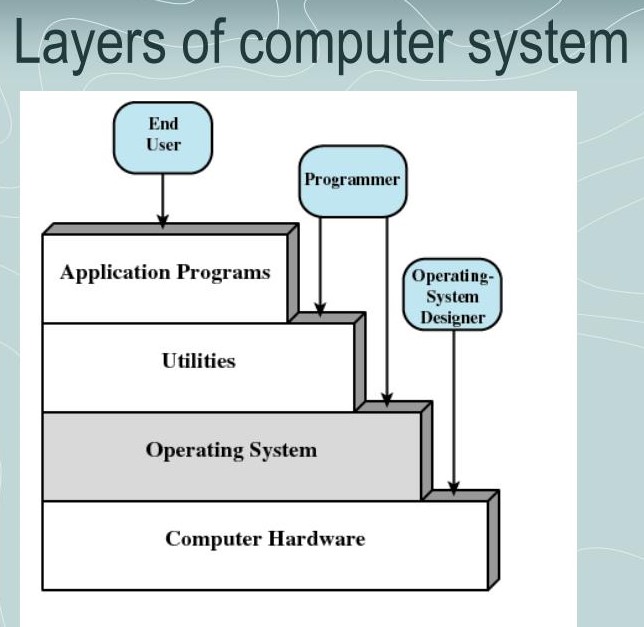 Layers of computer system
End
User
Programmer
Application Programs
Operating-
System
Designer
Utilities
Operating System
Computer Hardware